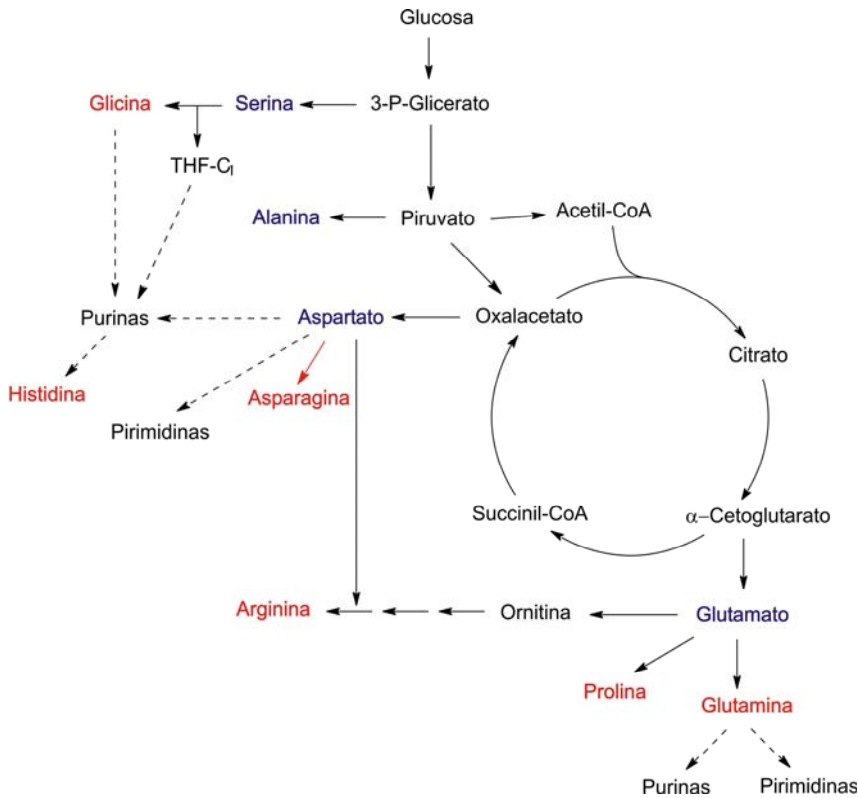 Glucosa
Glicina
Serina
3-P-Glicerato
THF-C₁
Alanina
Piruvato
Acetil-CoA
Purinas
Aspartato
Oxalacetato
Citrato
Histidina
Asparagina
Pirimidinas
Succinil-CoA
α–Cetoglutarato
Arginina
Ornitina
Glutamato
Prolina
Glutamina
Purinas
Pirimidinas